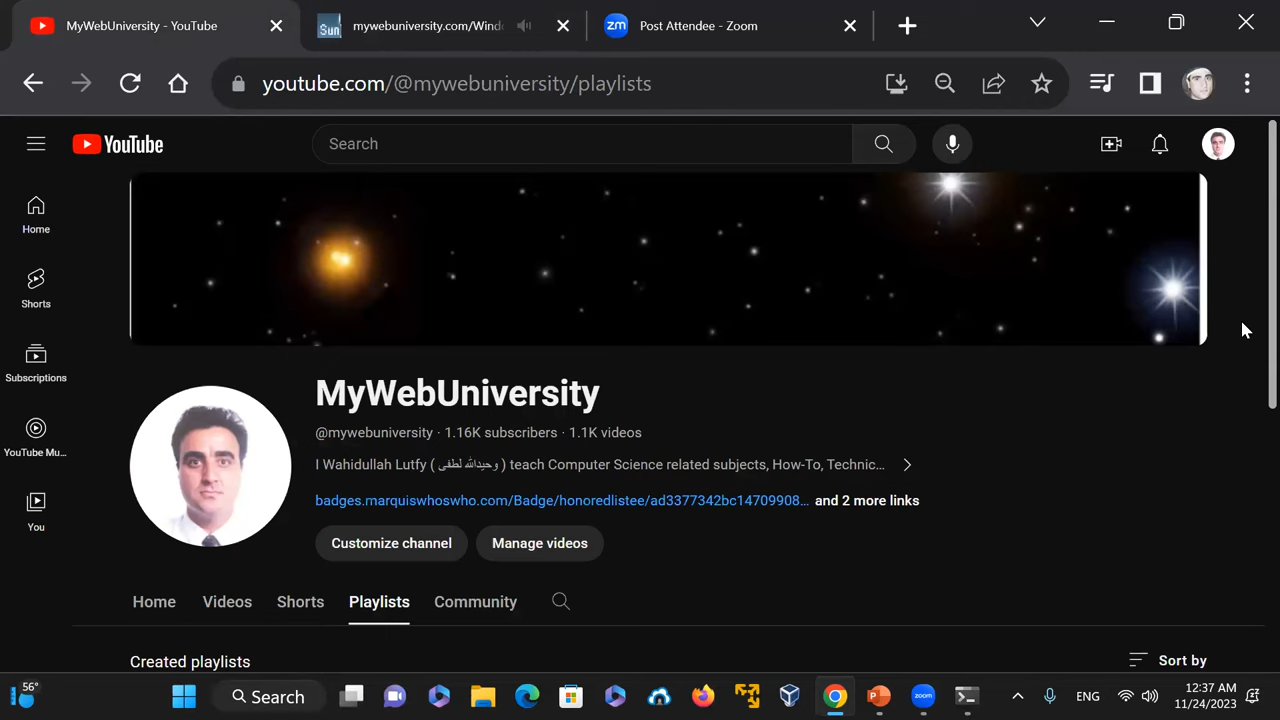 MyWebUniversity - YouTube
mywebuniversity.com/Wind
Post Attendee - Zoom
zm
Sun
youtube.com/@mywebuniversity/playlists
YouTube
Search
Home
Shorts
Subscriptions
YouTube Mu...
You
MyWebUniversity
@mywebuniversity · 1.16K subscribers · 1.1K videos
I Wahidullah Lutfy ( وحیدالله لطفی ) teach Computer Science related subjects, How-To, Technic...
badges.marquiswhoswho.com/Badge/honoredlistee/ad3377342bc14709908... and 2 more links
Customize channel
Manage videos
Home Videos Shorts Playlists Community
Created playlists
Sort by
56°
Search
zoom
ENG
12:37 AM
11/24/2023